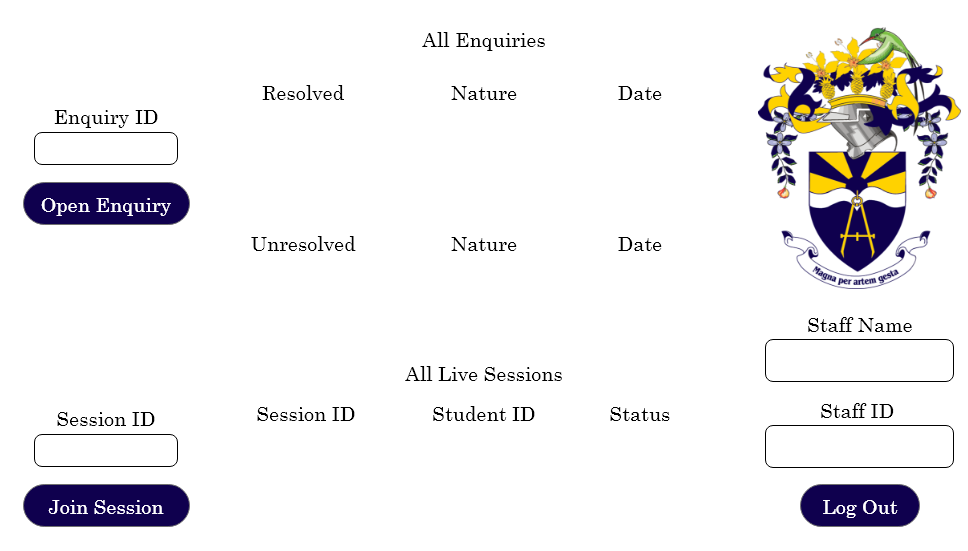 All Enquiries
Resolved Nature Date
Enquiry ID
Open Enquiry
Unresolved Nature Date
Magna per artem gesta
Staff Name
All Live Sessions
Session ID Student ID Status
Staff ID
Session ID
Join Session
Log Out